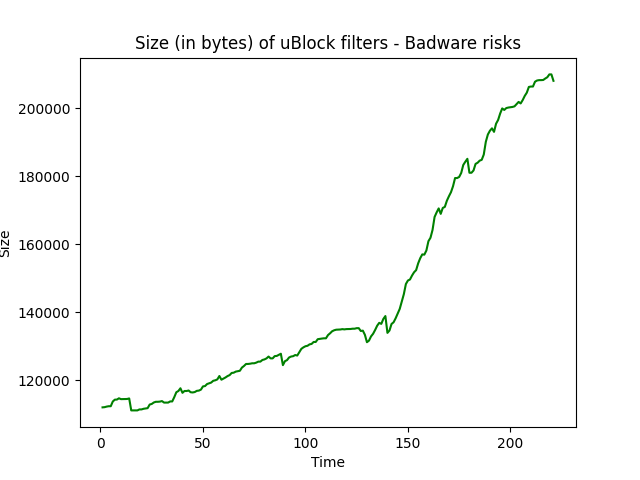 Size (in bytes) of uBlock filters - Badware risks
200000
180000
160000
140000
120000
Size
0 50 100 150 200
Time